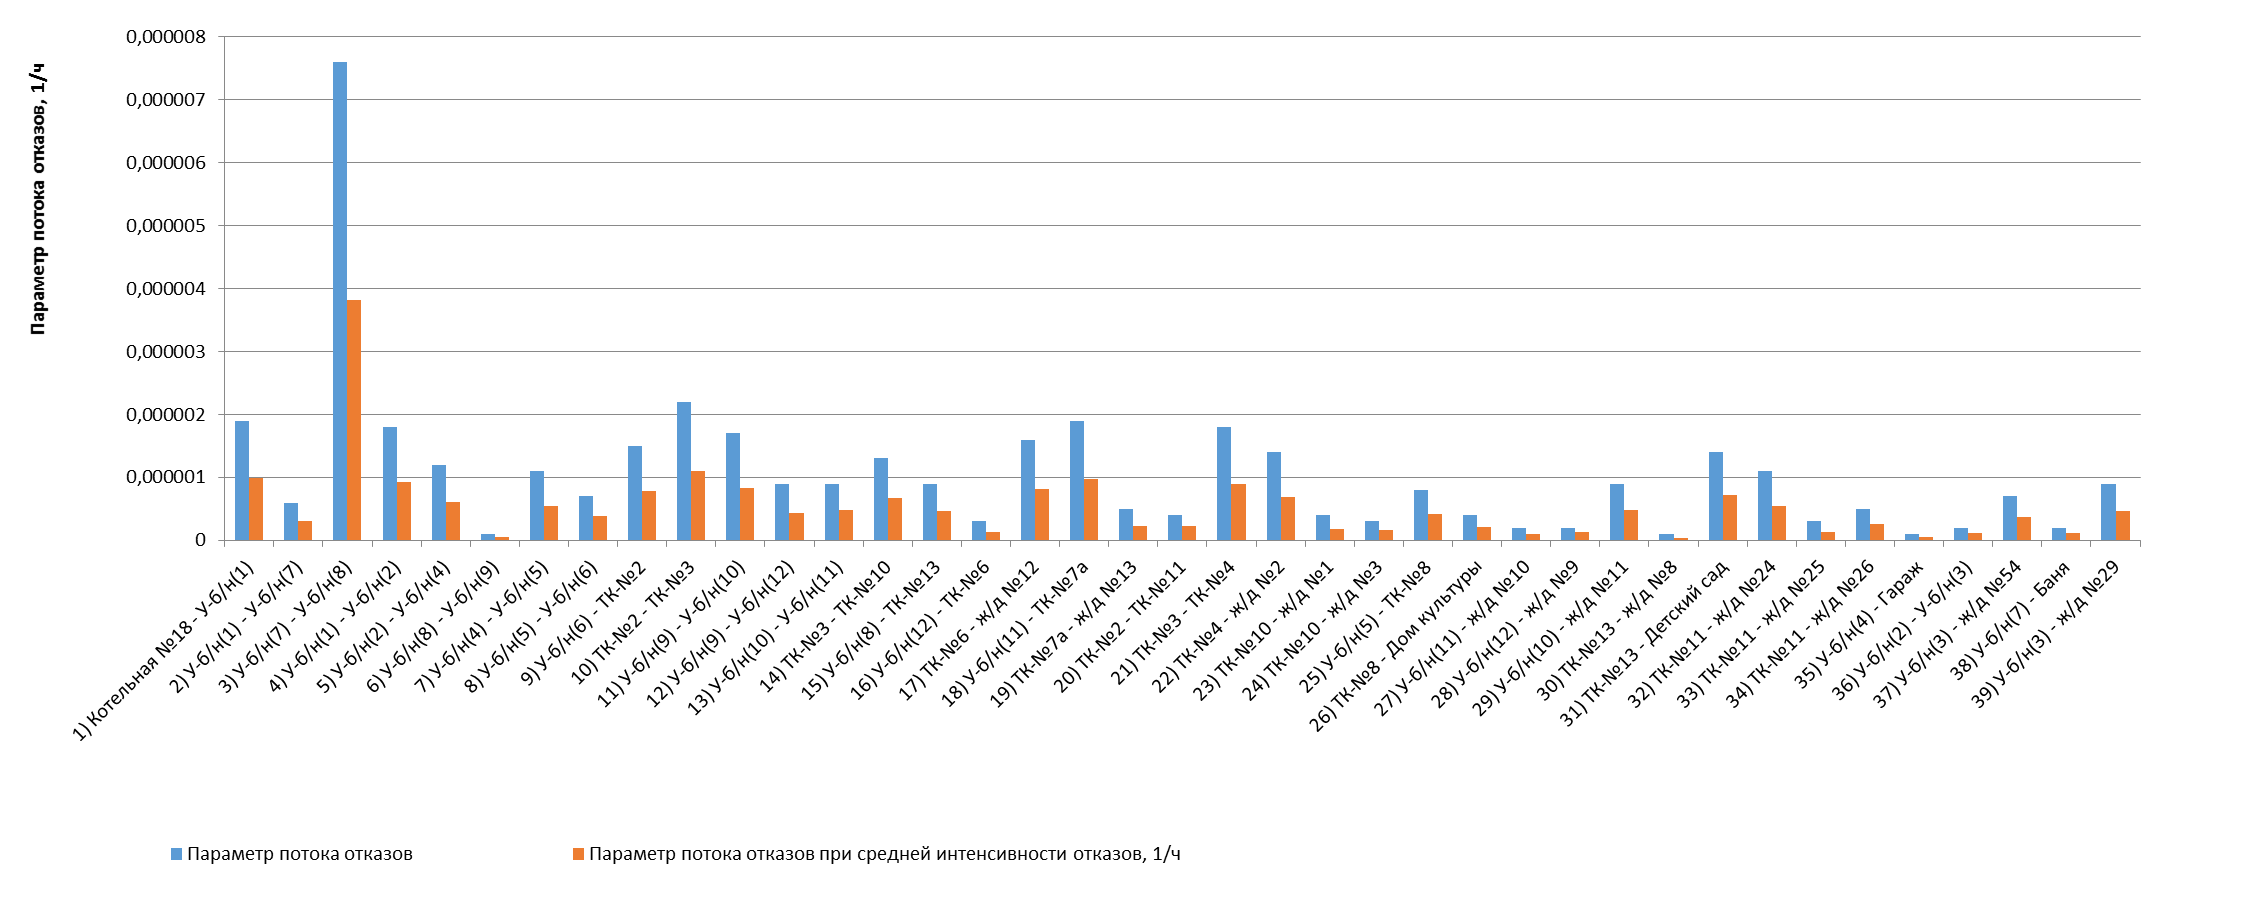 Параметр потока отказов, 1/ч
0,000008
0,000007
0,000006
0,000005
0,000004
0,000003
0,000002
0,000001
0
1) Котельная №18 - У-б/н(1)
2) У-б/н(1) - У-б/н(7)
3) У-б/н(7) - У-б/н(8)
4) У-б/н(1) - У-б/н(2)
5) У-б/н(2) - У-б/н(4)
6) У-б/н(8) - У-б/н(9)
7) У-б/н(4) - У-б/н(5)
8) У-б/н(5) - У-б/н(6)
9) У-б/н(6) - ТК-№2
10) ТК-№2 - ТК-№3
11) У-б/н(9) - У-б/н(10)
12) У-б/н(9) - У-б/н(12)
13) У-б/н(10) - У-б/н(11)
14) ТК-№3 - ТК-№10
15) У-б/н(8) - ТК-№13
16) У-б/н(12) - ТК-№6
17) ТК-№6 - ж/д №12
18) У-б/н(11) - ТК-№7а
19) ТК-№7а - ж/д №13
20) ТК-№2 - ТК-№11
21) ТК-№3 - ТК-№4
22) ТК-№4 - ж/д №2
23) ТК-№10 - ж/д №1
24) ТК-№10 - ж/д №3
25) У-б/н(5) - ТК-№8
26) ТК-№8 - Дом культуры
27) У-б/н(11) - ж/д №10
28) У-б/н(12) - ж/д №9
29) У-б/н(10) - ж/д №11
30) ТК-№13 - ж/д №8
31) ТК-№13 - Детский сад
32) ТК-№11 - ж/д №24
33) ТК-№11 - ж/д №25
34) ТК-№11 - ж/д №26
35) У-б/н(4) - Гараж
36) У-б/н(2) - У-б/н(3)
37) У-б/н(3) - ж/д №54
38) У-б/н(7) - Баня
39) У-б/н(3) - ж/д №29
Параметр потока отказов
Параметр потока отказов при средней интенсивности отказов, 1/ч